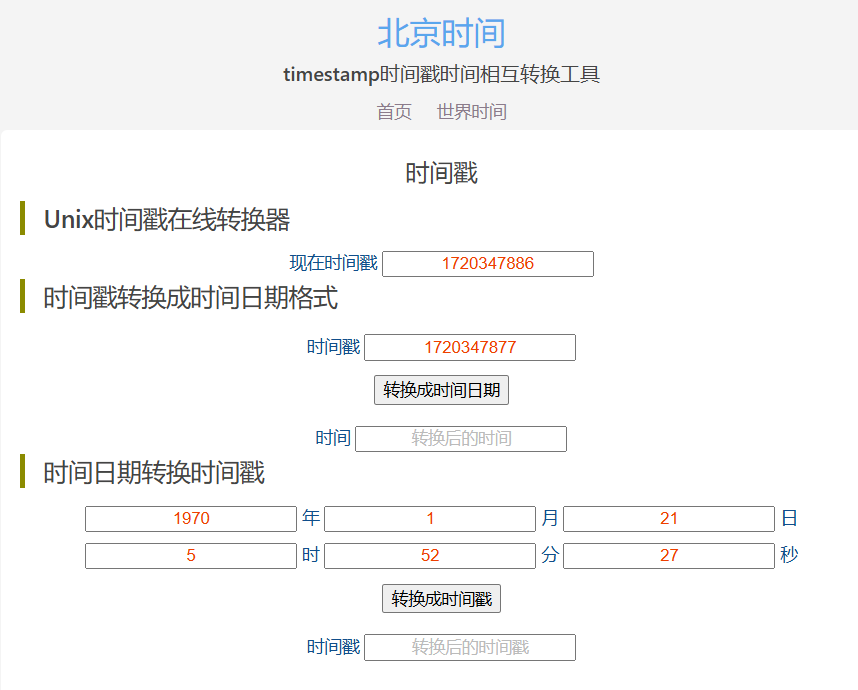 北京时间
timestamp时间戳时间相互转换工具
首页 世界时间
时间戳
Unix时间戳在线转换器
现在时间戳 1720347886
时间戳转换成时间日期格式
时间戳 1720347877
转换成时间日期
时间 转换后的时间
时间日期转换时间戳
1970 年 1 月 21 日
5 时 52 分 27 秒
转换成时间戳
时间戳 转换后的时间戳